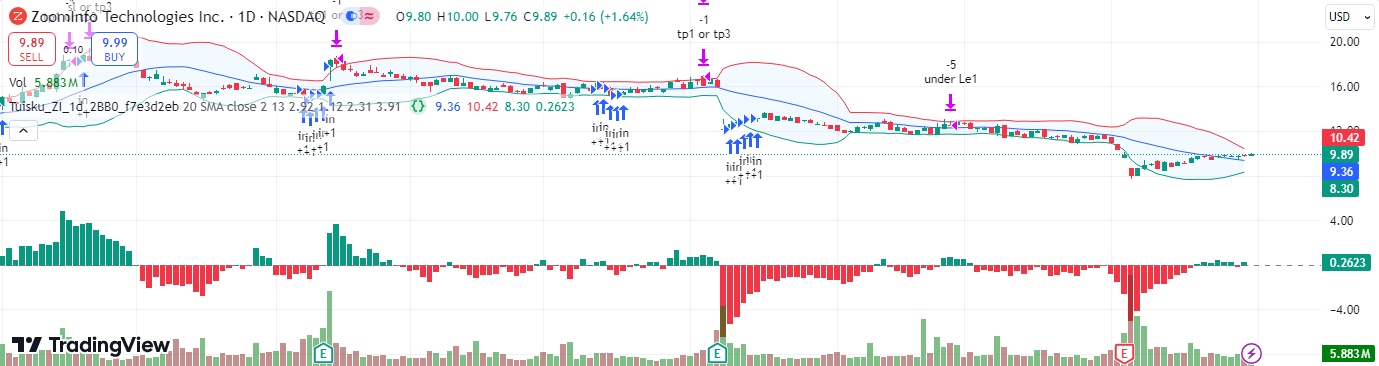 ZoomInfo Technologies Inc. · 1D · NASDAQ O9.80 H10.00 L9.76 C9.89 +0.16 (+1.64%)
9.89
SELL
0.10
9.99
BUY
Vol 5.883 M
20 SMA close 2 13 2.92 1.12 2.31 3.91 {} 9.36 10.42 8.30 0.2623
-1
-1
tp1 or tp3
-5
under Le1
USD
20.00
16.00
10.42
9.89
9.36
8.30
4.00
0.2623
−4.00
5.883 M
E
E
E
TradingView